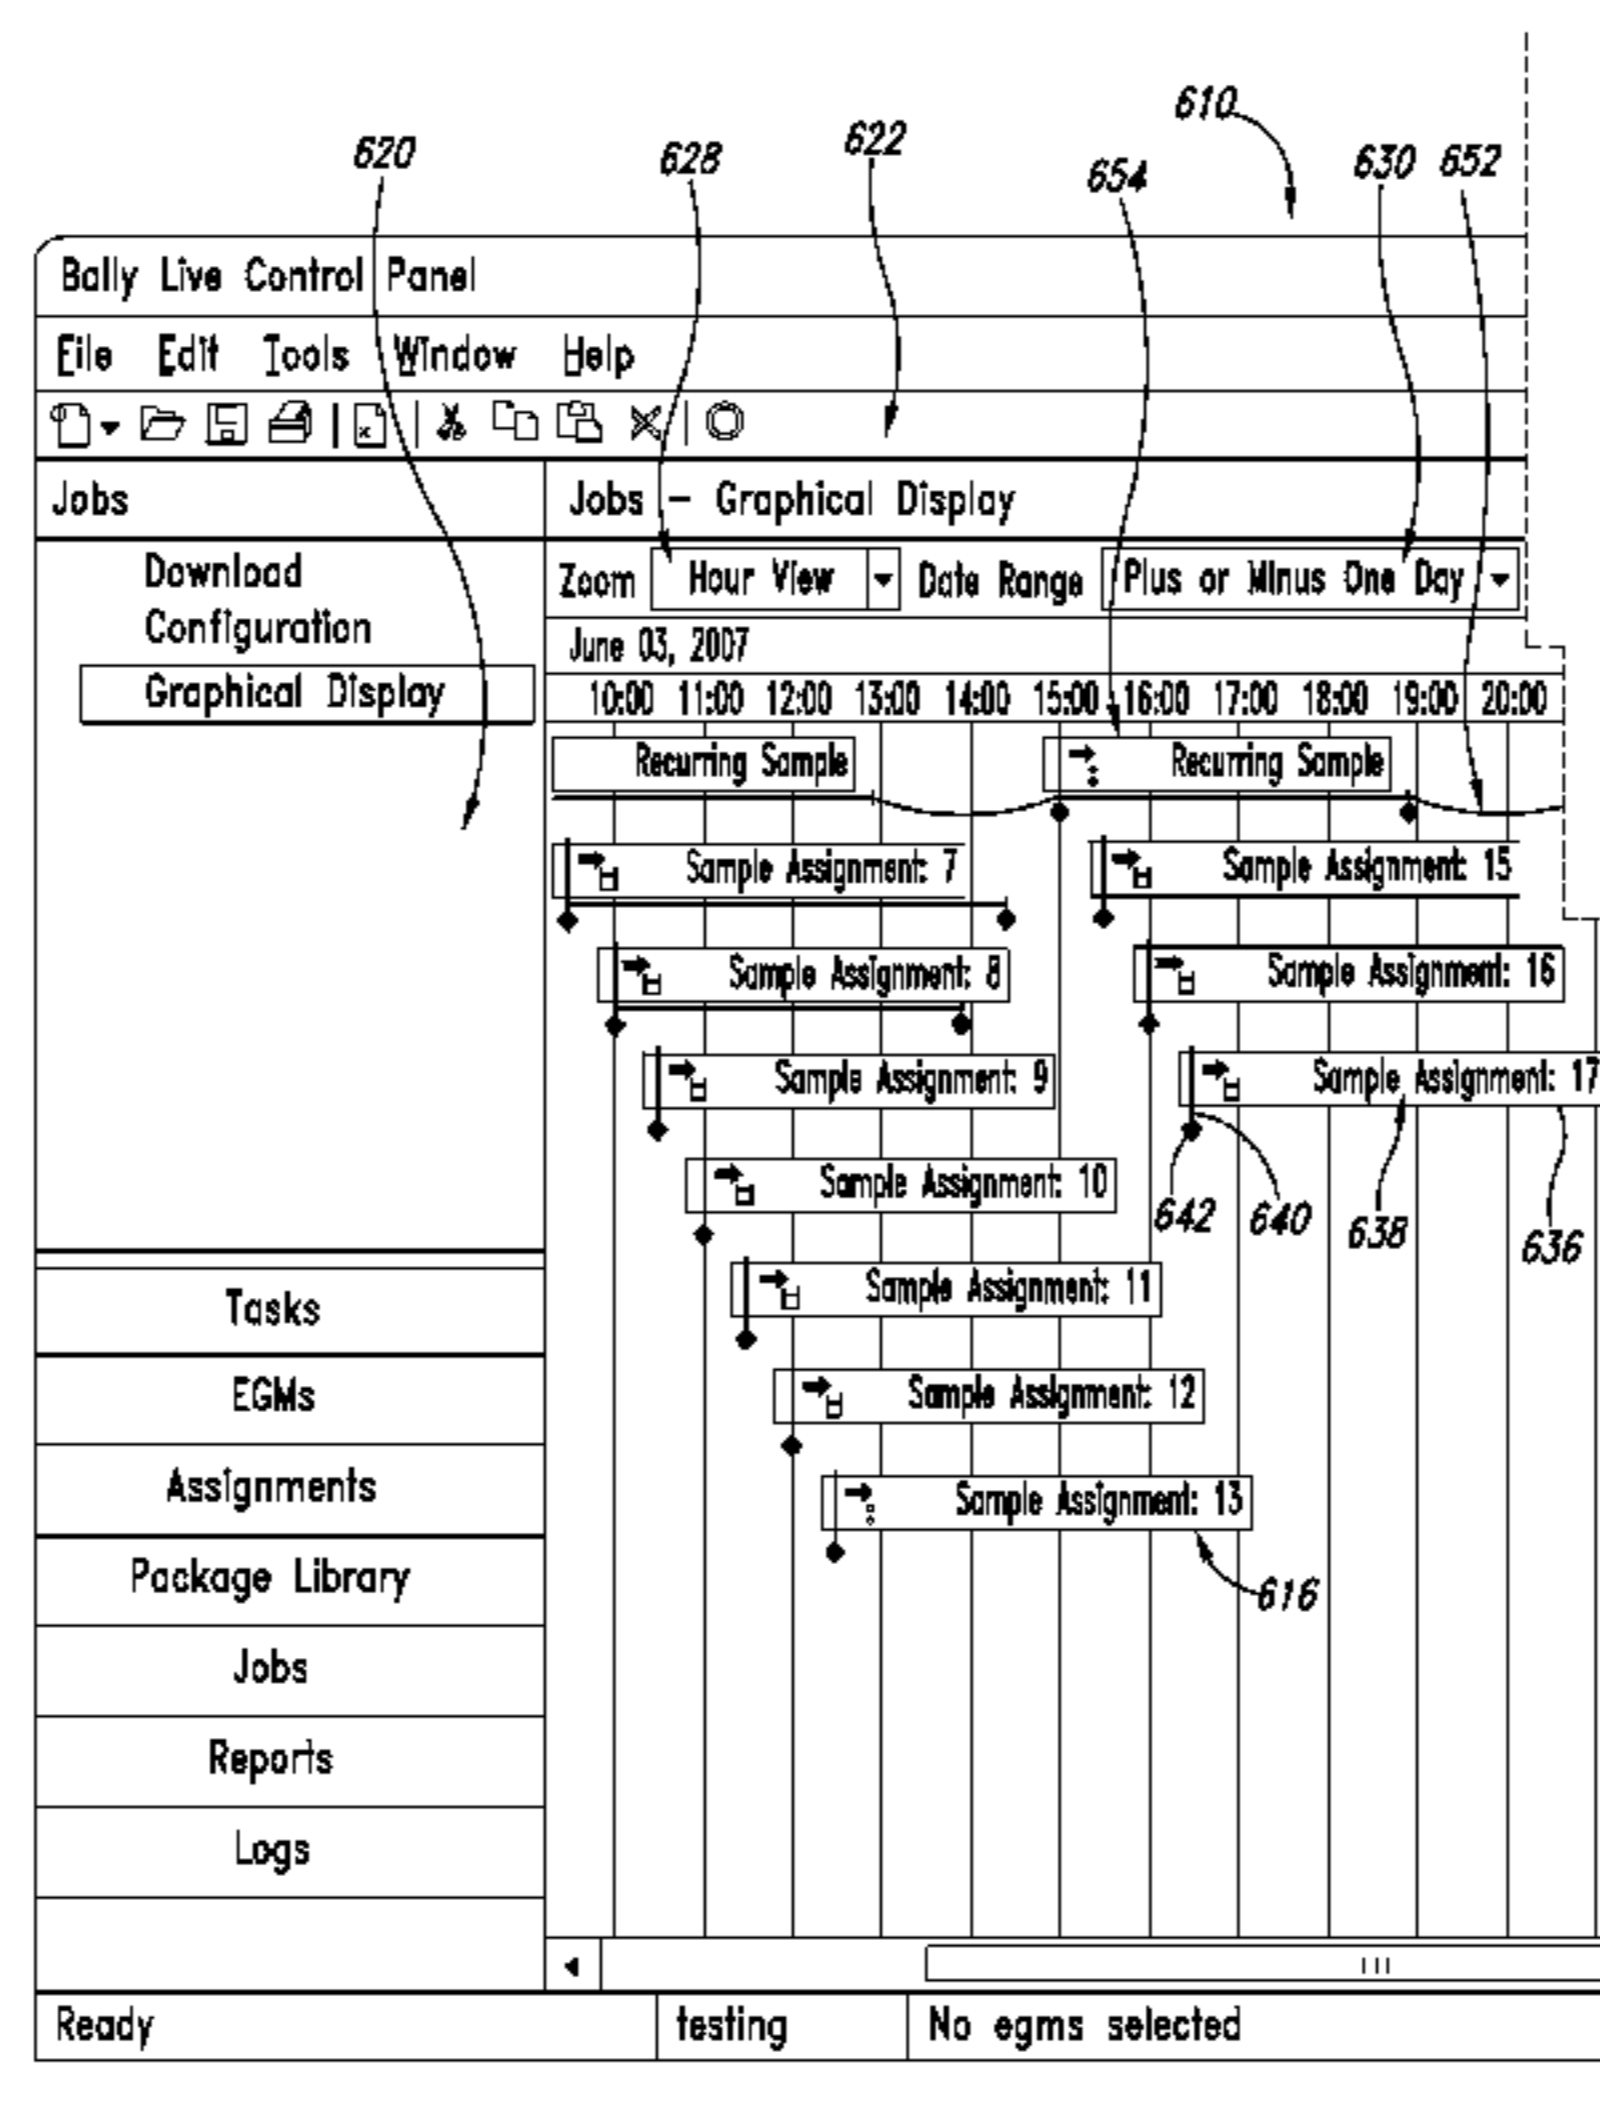 610
620
628
622
654
630
652
Bally Live Control Panel
File Edit Tools Window Help
Jobs
Jobs - Graphical Display
Download
Configuration
Graphical Display
Zoom Hour View Date Range Plus or Minus One Day
June 03, 2007
10:00 11:00 12:00 13:00 14:00 15:00 16:00 17:00 18:00 19:00 20:00
Recurring Sample
Recurring Sample
Sample Assignment: 7
Sample Assignment: 15
Sample Assignment: 8
Sample Assignment: 16
Sample Assignment: 9
Sample Assignment: 17
Sample Assignment: 10
642
640
638
636
Sample Assignment: 11
Sample Assignment: 12
Sample Assignment: 13
616
Tasks
EGMs
Assignments
Package Library
Jobs
Reports
Logs
Ready
testing
No egms selected